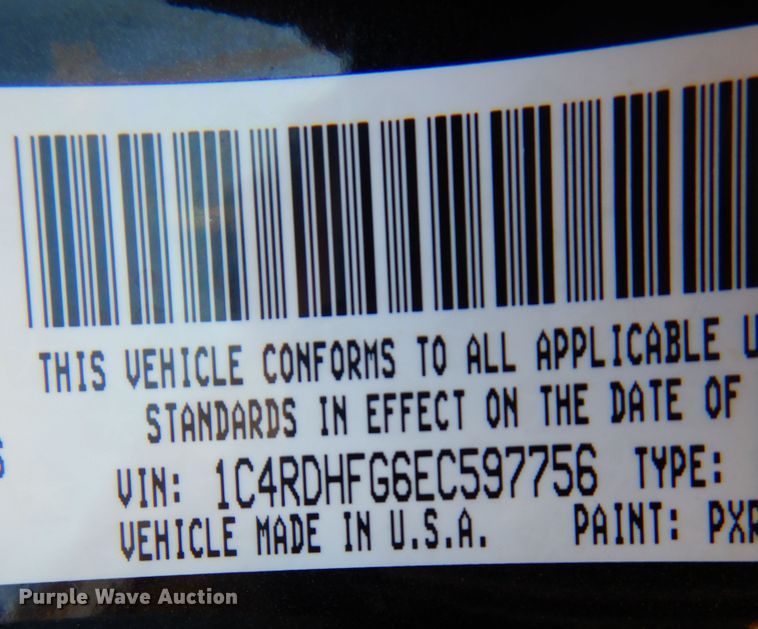 THIS VEHICLE CONFORMS TO ALL APPLICABLE U
STANDARDS IN EFFECT ON THE DATE OF
VIN: 1C4RDHFG6EC597756 TYPE:
VEHICLE MADE IN U.S.A. PAINT: PXR
Purple Wave Auction